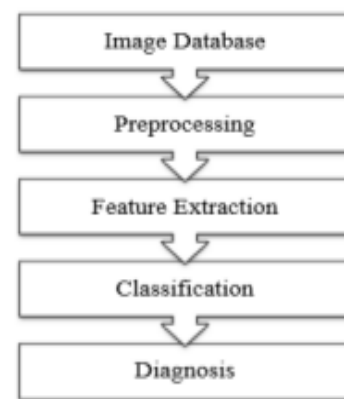 Image Database
Preprocessing
Feature Extraction
Classification
Diagnosis